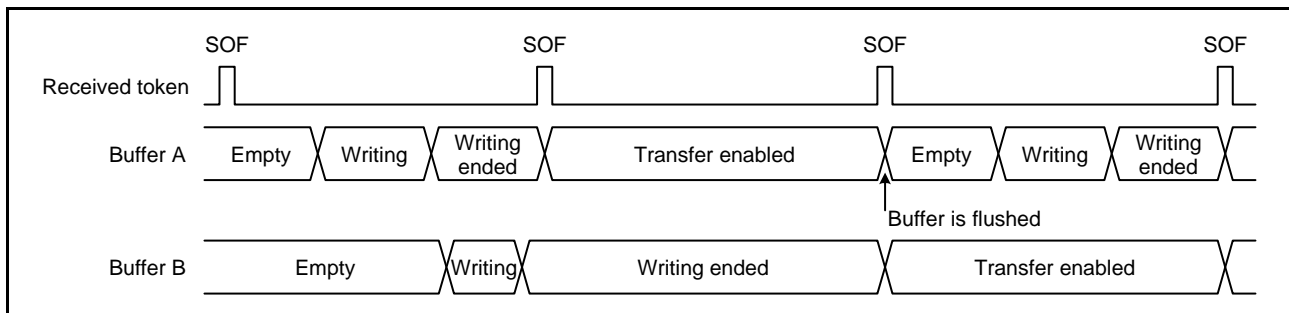 SOF SOF SOF SOF
Received token
Buffer A Empty Writing Writing ended Transfer enabled Empty Writing Writing ended
Buffer is flushed
Buffer B Empty Writing Writing ended Transfer enabled